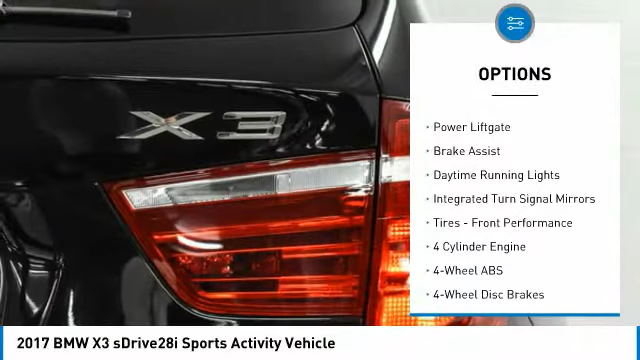 X3
OPTIONS
· Power Liftgate
· Brake Assist
· Daytime Running Lights
· Integrated Turn Signal Mirrors
· Tires - Front Performance
· 4 Cylinder Engine
· 4-Wheel ABS
· 4-Wheel Disc Brakes
2017 BMW X3 sDrive28i Sports Activity Vehicle